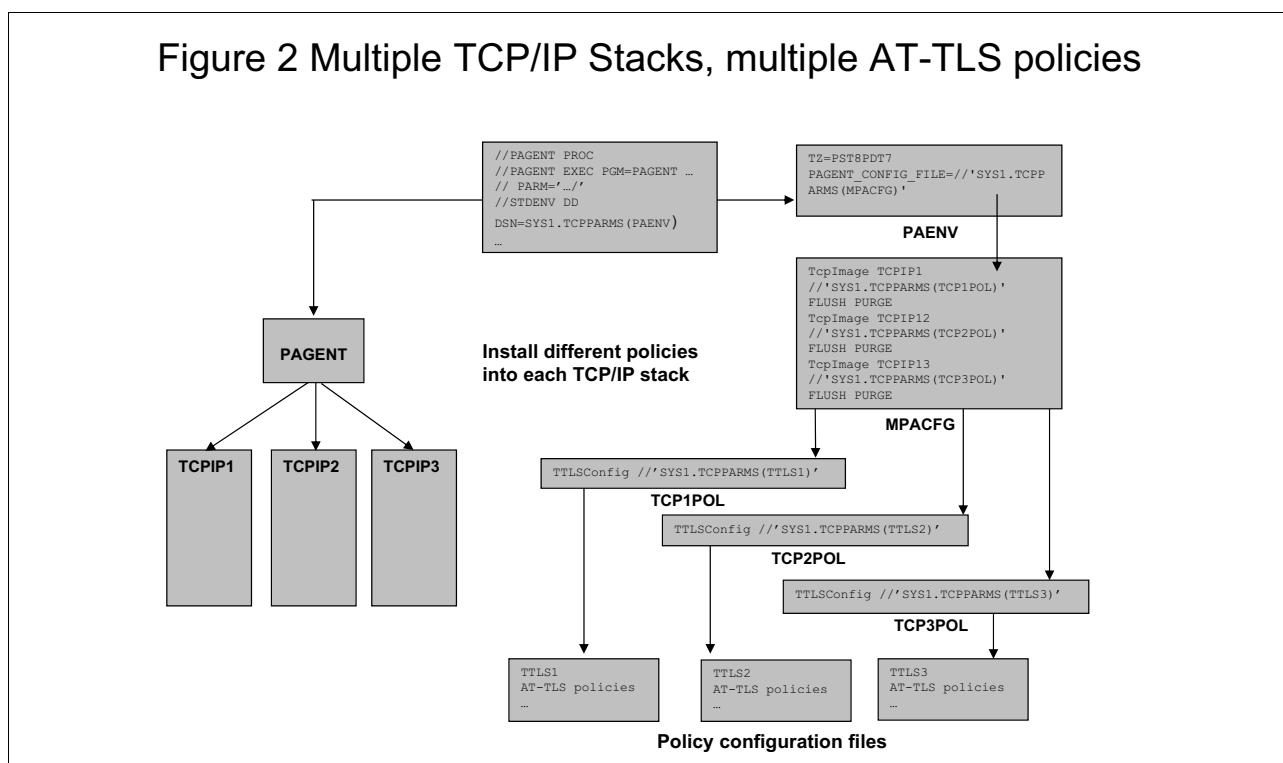 Figure 2 Multiple TCP/IP Stacks, multiple AT-TLS policies
//PAGENT PROC
//PAGENT EXEC PGM=PAGENT …
// PARM='…/'
//STDENV DD
DSN=SYS1.TCPPARMS(PAENV)
…
TZ=PST8PDT7
PAGENT_CONFIG_FILE=//'SYS1.TCPP
ARMS(MPACFG)'
PAENV
TcpImage TCPIP1
//'SYS1.TCPPARMS(TCP1POL)'
FLUSH PURGE
TcpImage TCPIP12
//'SYS1.TCPPARMS(TCP2POL)'
FLUSH PURGE
TcpImage TCPIP13
//'SYS1.TCPPARMS(TCP3POL)'
FLUSH PURGE
MPACFG
PAGENT
Install different policies
into each TCP/IP stack
TCPIP1
TCPIP2
TCPIP3
TTLSConfig //’SYS1.TCPPARMS(TTLS1)’
TCP1POL
TTLSConfig //’SYS1.TCPPARMS(TTLS2)’
TCP2POL
TTLSConfig //’SYS1.TCPPARMS(TTLS3)’
TCP3POL
TTLS1
AT-TLS policies
…
TTLS2
AT-TLS policies
…
TTLS3
AT-TLS policies
…
Policy configuration files